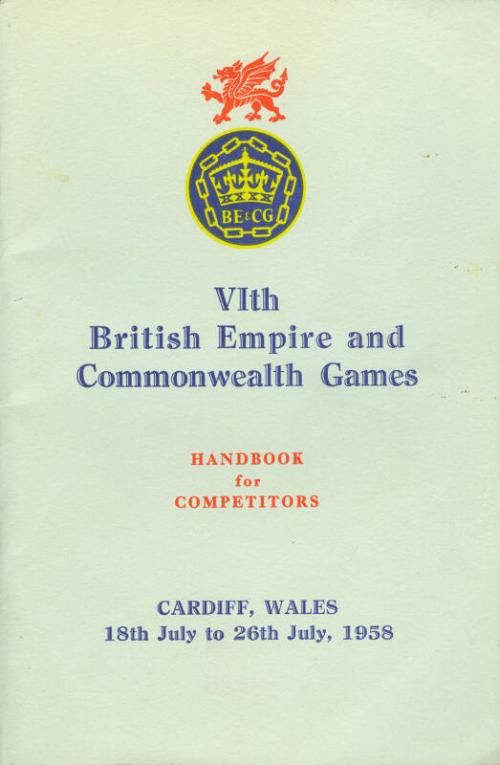 BE&CG
VIth
British Empire and
Commonwealth Games
HANDBOOK
for
COMPETITORS
CARDIFF, WALES
18th July to 26th July, 1958